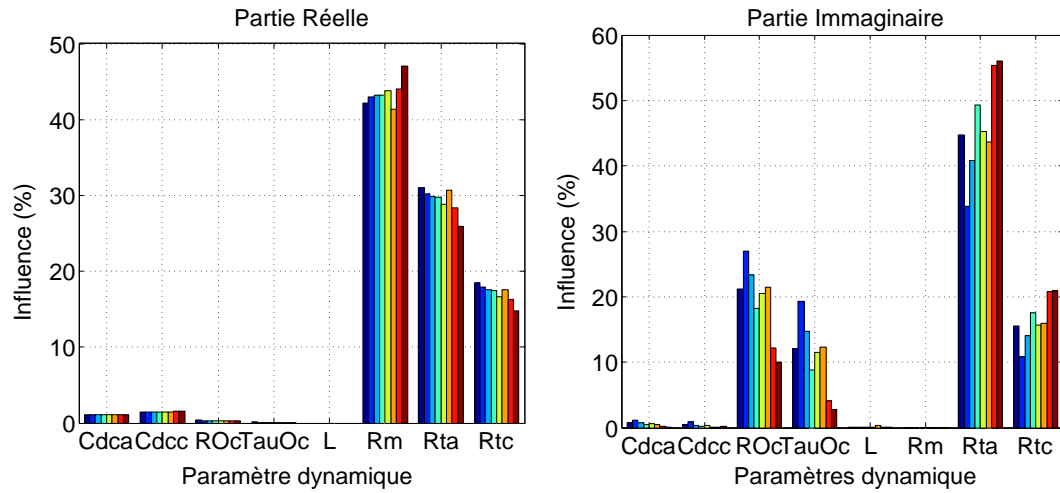 Partie Réelle
50
40
30
20
10
0
Influence (%)
Cdca Cdcc ROc TauOc L Rm Rta Rtc
Paramètre dynamique
Partie Immaginaire
60
50
40
30
20
10
0
Influence (%)
Cdca Cdcc ROc TauOc L Rm Rta Rtc
Paramètres dynamique